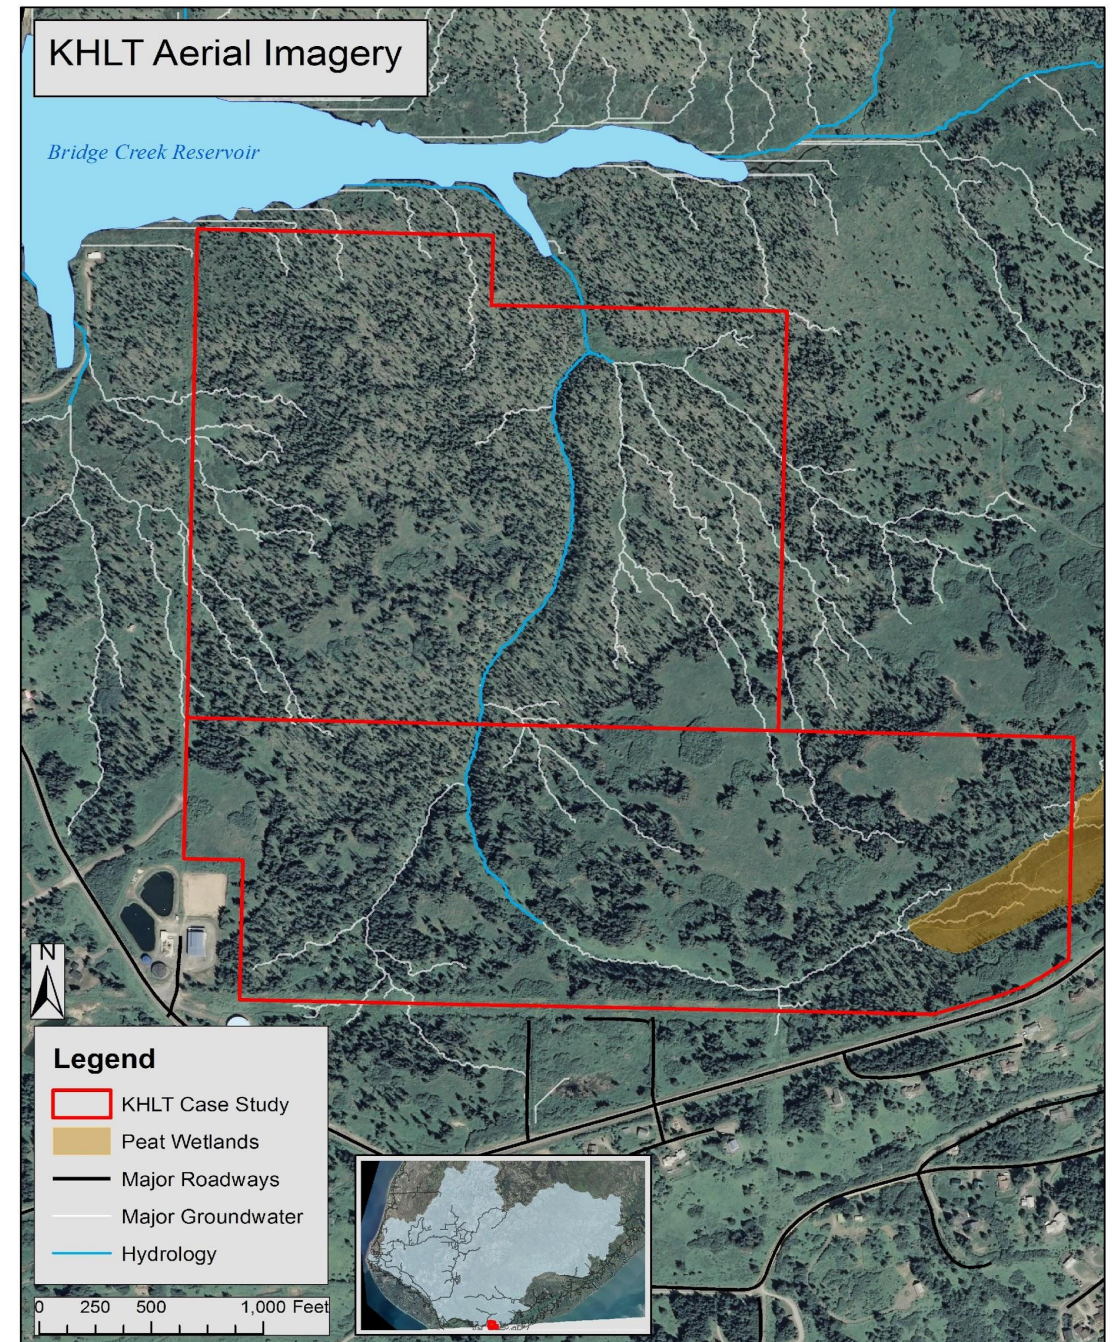 KHLT Aerial Imagery
Bridge Creek Reservoir
N
Legend
KHLT Case Study
Peat Wetlands
Major Roadways
Major Groundwater
Hydrology
0 250 500 1,000 Feet